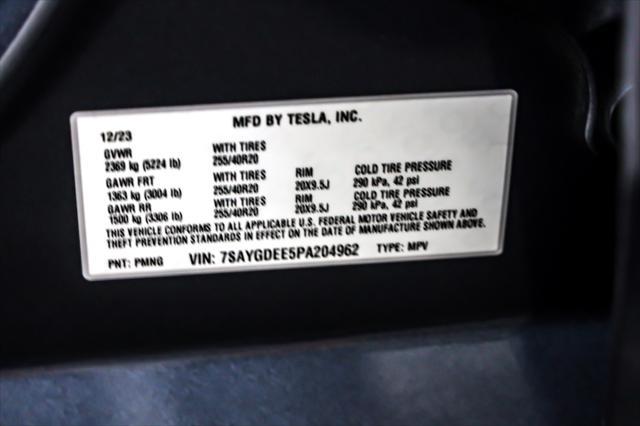 MFD BY TESLA, INC.
12/23
GVWR WITH TIRES
2369 kg (5224 lb) 255/40R20
GAWR FRT WITH TIRES RIM COLD TIRE PRESSURE
1363 kg (3004 lb) 255/40R20 20X9.5J 290 kPa, 42 psi
GAWR RR WITH TIRES RIM COLD TIRE PRESSURE
1500 kg (3306 lb) 255/40R20 20X9.5J 290 kPa, 42 psi
THIS VEHICLE CONFORMS TO ALL APPLICABLE U.S. FEDERAL MOTOR VEHICLE SAFETY AND
THEFT PREVENTION STANDARDS IN EFFECT ON THE DATE OF MANUFACTURE SHOWN ABOVE.
PNT: PMNG VIN: 7SAYGDEE5PA204962 TYPE: MPV